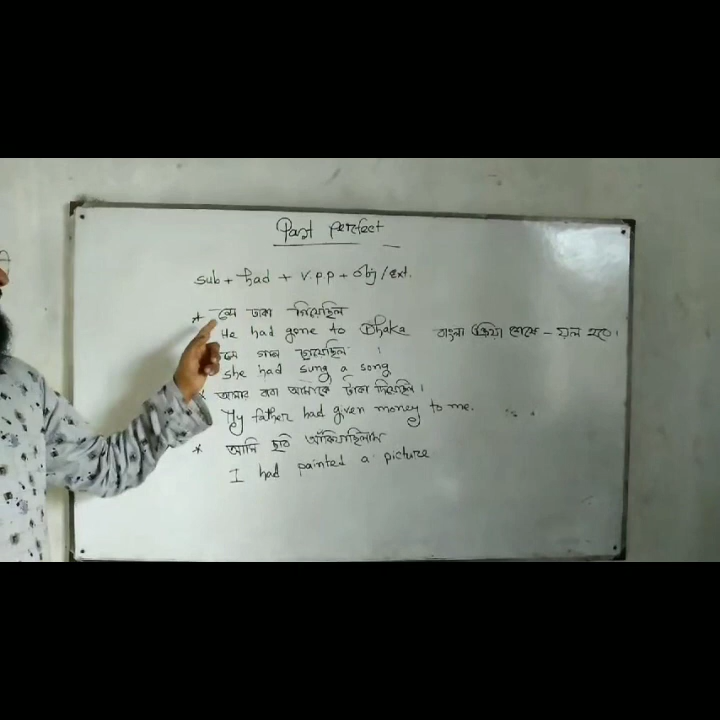 Past perfect
sub + had + v.p.p + obj / ext.
* সে ঢাকা গিয়েছিল
He had gone to Dhaka বাংলা শেষে - হবে।
সে গান গেয়েছিল।
she had sung a song
* আমার বাবা আমাকে টাকা দিয়েছিল।
My father had given money to me.
* আমি ছবি আঁকিয়াছিলাম
I had painted a picture